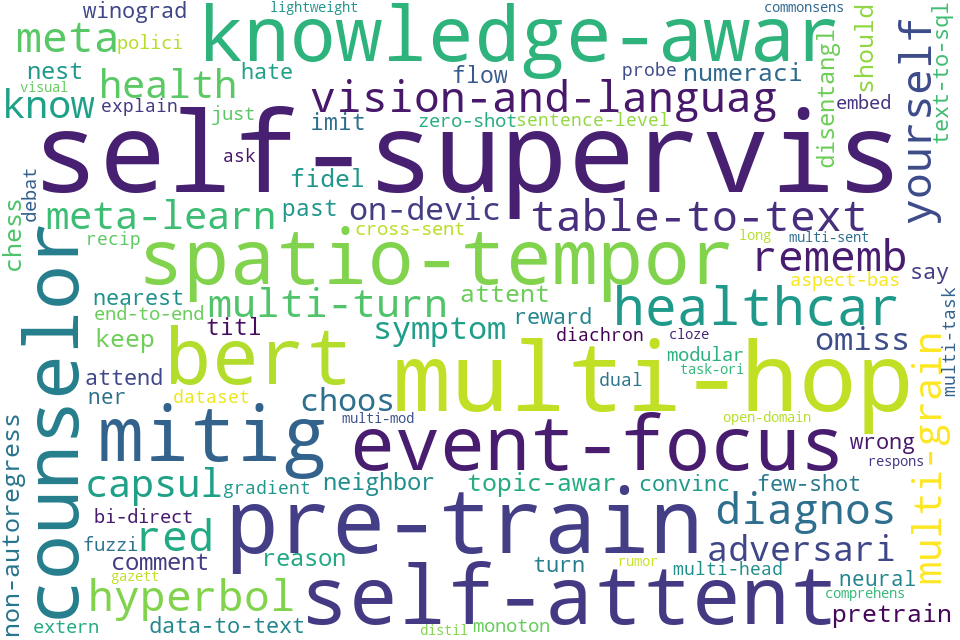 winograd
lightweight
commonsens
meta
polici
knowledge-awar
should
text-to-sql
nest
health
hate
flow
probe
numeraci
disentangl
yourself
visual
know
explain
just
imit
vision-and-languag
zero-shot
sentence-level
embed
self-supervis
ask
fidel
debat
chess
meta-learn
past
on-devic
table-to-text
recip
cross-sent
long
multi-sent
counselor
spatio-tempor
rememb
say
aspect-bas
nearest
end-to-end
multi-turn
attent
reward
healthcar
multi-task
keep
titl
symptom
diachron
cloze
omiss
attend
bert
multi-hop
modular
task-ori
dual
ner
dataset
choos
multi-mod
open-domain
multi-grain
non-autoregress
mitig
event-focus
wrong
respons
capsul
gradient
neighbor
topic-awar
convinc
few-shot
bi-direct
red
pre-train
diagnos
fuzzi
comment
reason
turn
rumor
adversari
gazett
multi-head
neural
hyperbol
self-attent
comprehens
pretrain
extern
data-to-text
distil
monoton